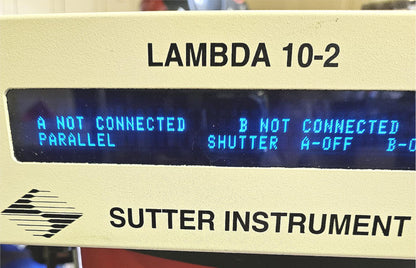 LAMBDA 10-2
A NOT CONNECTED B NOT CONNECTED
PARALLEL SHUTTER A-OFF B-O
SUTTER INSTRUMENT